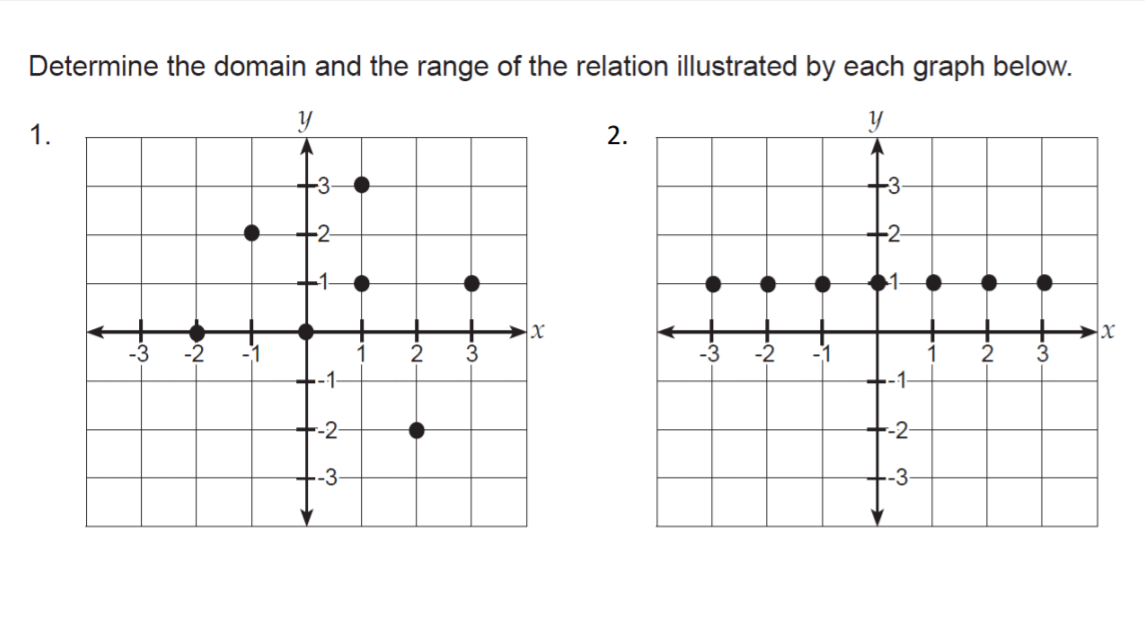 Determine the domain and the range of the relation illustrated by each graph below.
1.
y
3
2
1
x
-3 -2 -1 1 2 3
-1
-2
-3
2.
y
3
2
1
x
-3 -2 -1 1 2 3
-1
-2
-3